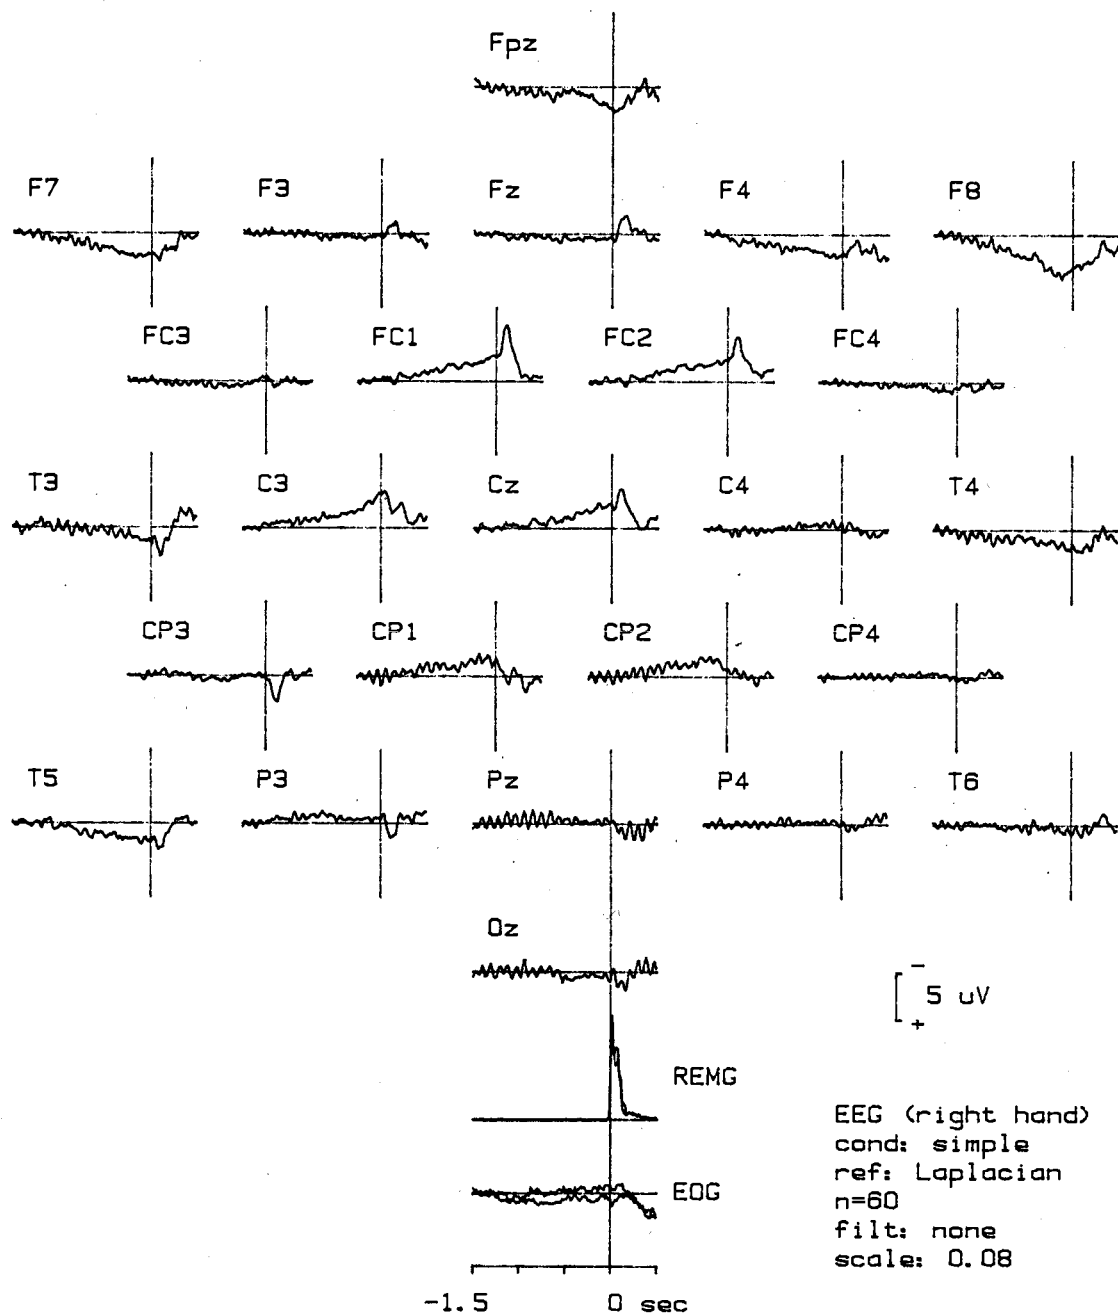 Fpz
F7 F3 Fz F4 F8
FC3 FC1 FC2 FC4
T3 C3 Cz C4 T4
CP3 CP1 CP2 CP4
T5 P3 Pz P4 T6
Oz
−
5 uV
+
REMG
EOG
EEG (right hand)
cond: simple
ref: Laplacian
n=60
filt: none
scale: 0.08
-1.5 0 sec